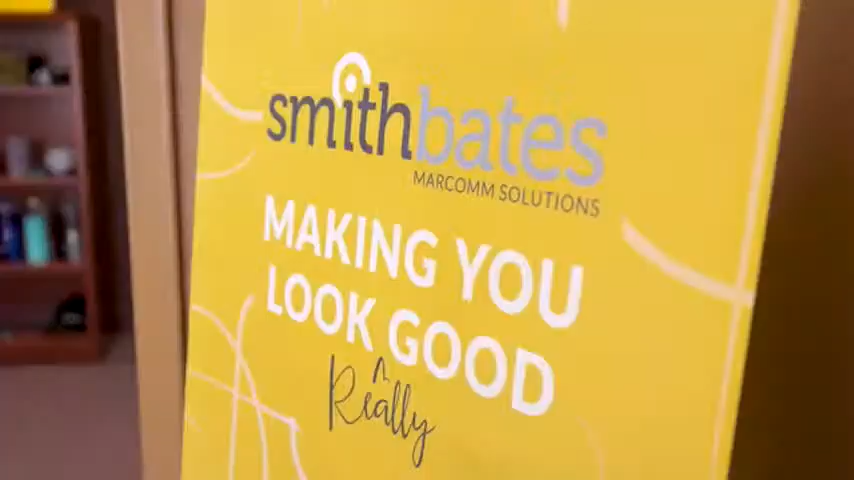 smithbates
MARCOMM SOLUTIONS
MAKING YOU
LOOK GOOD
^
Really